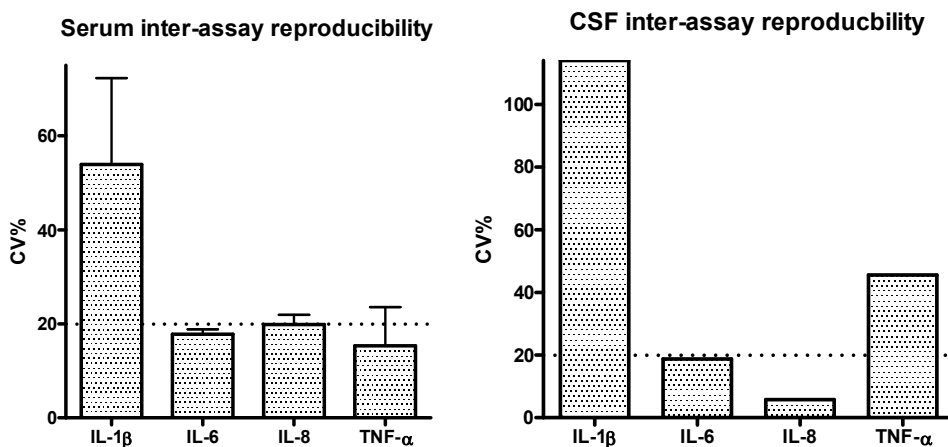 Serum inter-assay reproducibility
CV%
60
40
20
0
IL-1β IL-6 IL-8 TNF-α
CSF inter-assay reproducbility
CV%
100
80
60
40
20
0
IL-1β IL-6 IL-8 TNF-α